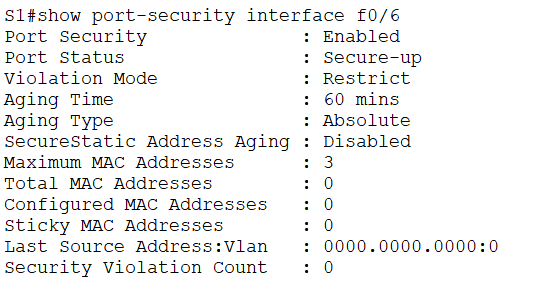 S1#show port-security interface f0/6
Port Security : Enabled
Port Status : Secure-up
Violation Mode : Restrict
Aging Time : 60 mins
Aging Type : Absolute
SecureStatic Address Aging : Disabled
Maximum MAC Addresses : 3
Total MAC Addresses : 0
Configured MAC Addresses : 0
Sticky MAC Addresses : 0
Last Source Address:Vlan : 0000.0000.0000:0
Security Violation Count : 0